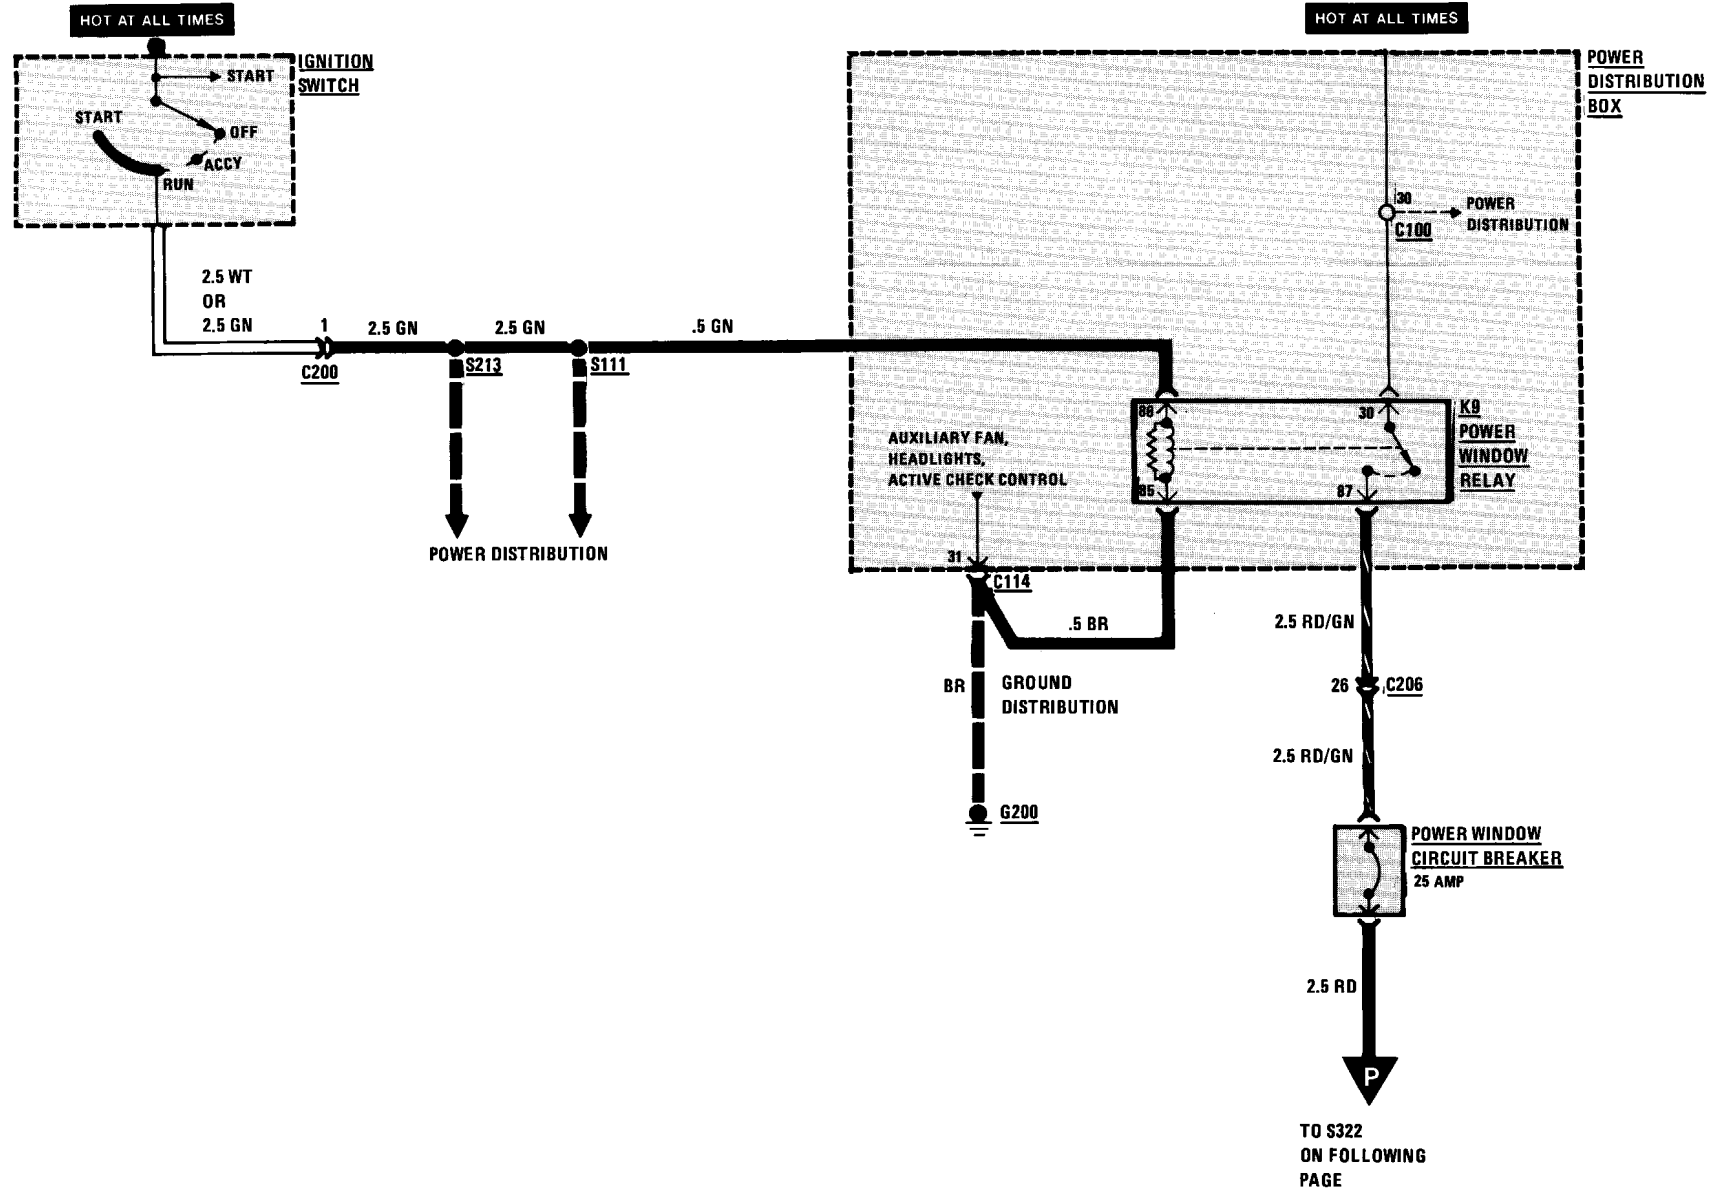 HOT AT ALL TIMES
HOT AT ALL TIMES
IGNITION
SWITCH
START
START
OFF
ACCY
RUN
POWER
DISTRIBUTION
BOX
30
POWER
DISTRIBUTION
C100
2.5 WT
OR
2.5 GN
1
2.5 GN
2.5 GN
.5 GN
C200
S213
S111
POWER DISTRIBUTION
AUXILIARY FAN,
HEADLIGHTS,
ACTIVE CHECK CONTROL
30
85
87
K9
POWER
WINDOW
RELAY
31
C114
.5 BR
BR
GROUND
DISTRIBUTION
G200
2.5 RD/GN
26
C206
2.5 RD/GN
POWER WINDOW
CIRCUIT BREAKER
25 AMP
2.5 RD
P
TO S322
ON FOLLOWING
PAGE